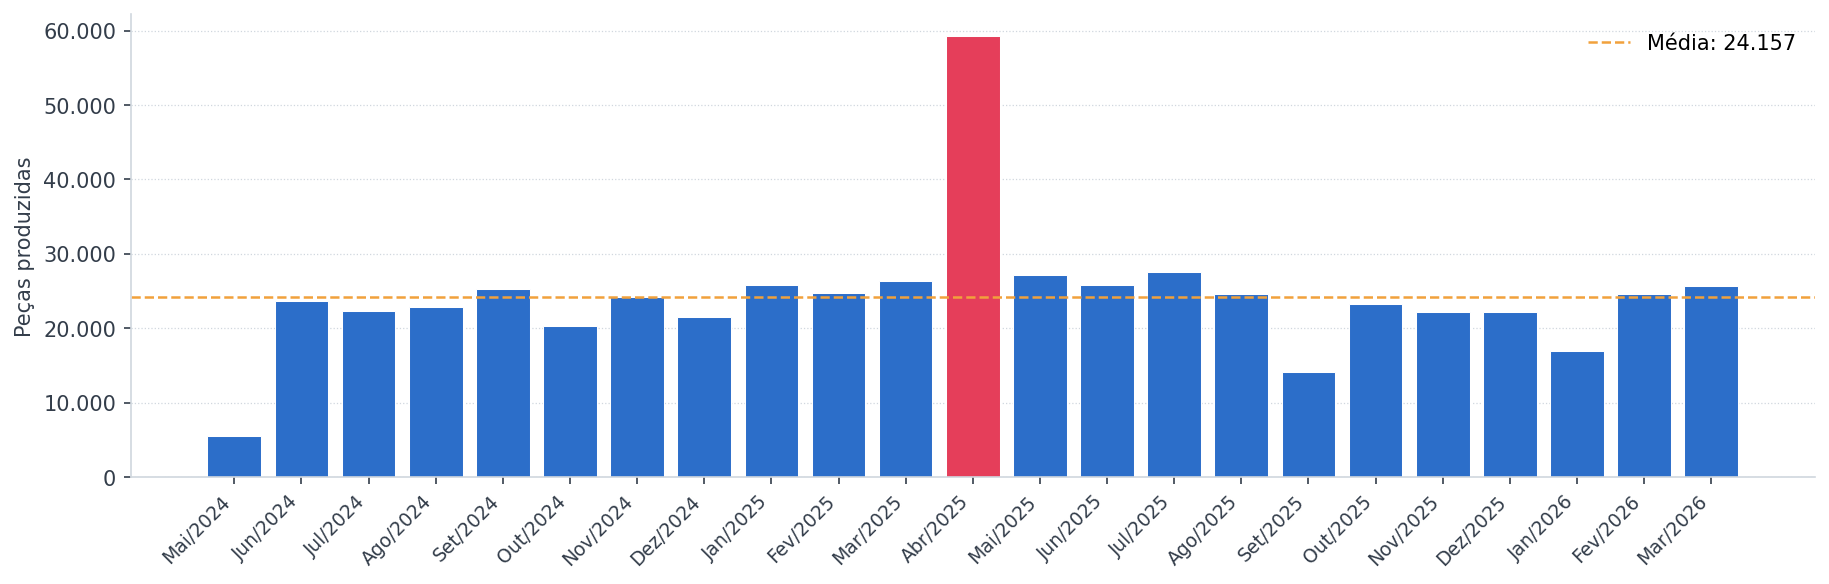 Peças produzidas
60.000
50.000
40.000
30.000
20.000
10.000
0
Média: 24.157
Mai/2024
Jun/2024
Jul/2024
Ago/2024
Set/2024
Out/2024
Nov/2024
Dez/2024
Jan/2025
Fev/2025
Mar/2025
Abr/2025
Mai/2025
Jun/2025
Jul/2025
Ago/2025
Set/2025
Out/2025
Nov/2025
Dez/2025
Jan/2026
Fev/2026
Mar/2026